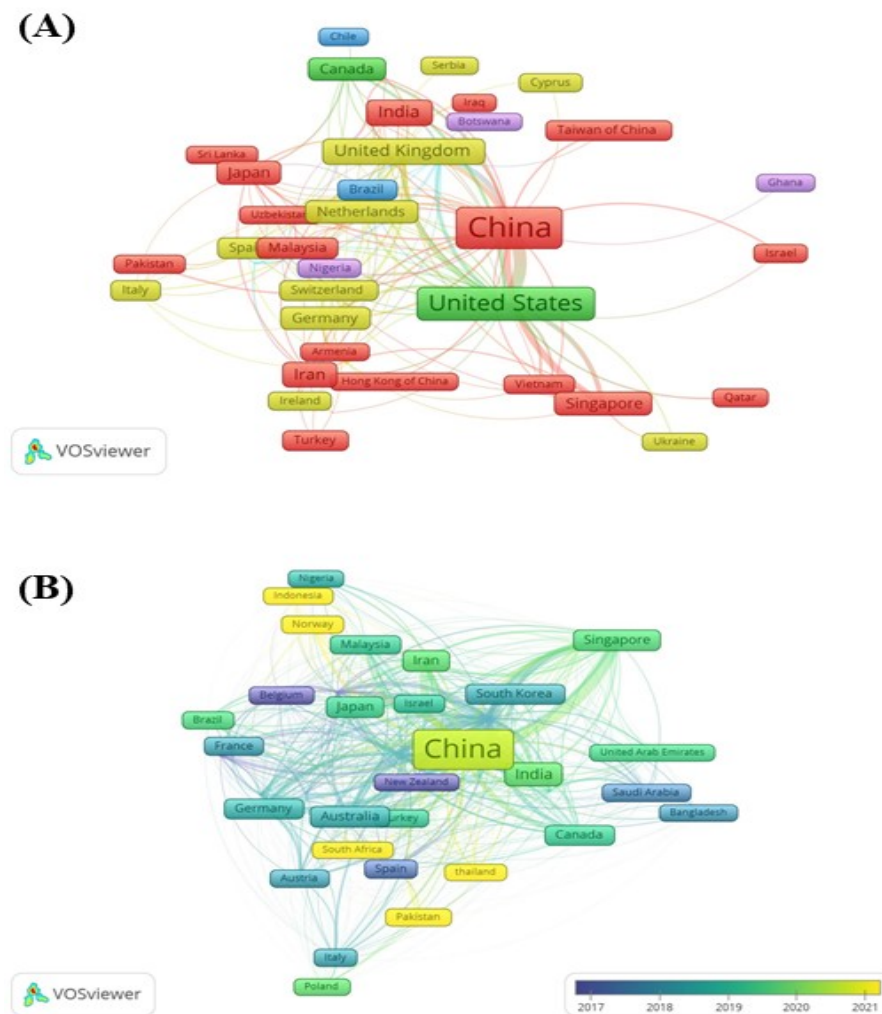 (A)
Chile
Canada
Serbia
Cyprus
India
Iraq
Botswana
Taiwan of China
United Kingdom
Sri Lanka
Japan
Brazil
Ghana
Uzbekistan
Netherlands
China
Malaysia
Israel
Pakistan
Nigeria
Italy
Switzerland
United States
Germany
Armenia
Iran
Hong Kong of China
Vietnam
Ireland
Singapore
Qatar
Turkey
Ukraine
VOSviewer
(B)
Nigeria
Indonesia
Norway
Malaysia
Singapore
Iran
Belgium
South Korea
Japan
Israel
Brazil
France
China
United Arab Emirates
New Zealand
India
Saudi Arabia
Germany
Australia
Bangladesh
Canada
South Africa
Spain
thailand
Austria
Pakistan
Italy
Poland
VOSviewer
2017 2018 2019 2020 2021